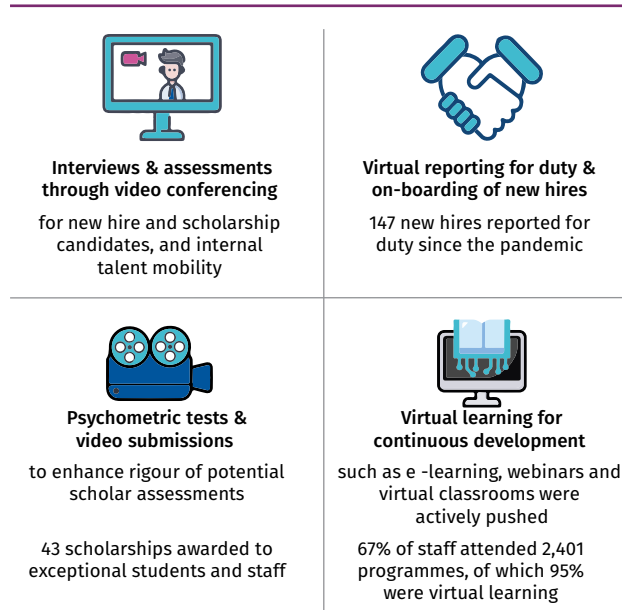 Interviews & assessments
through video conferencing
for new hire and scholarship
candidates, and internal
talent mobility
Virtual reporting for duty &
on-boarding of new hires
147 new hires reported for
duty since the pandemic
Psychometric tests &
video submissions
to enhance rigour of potential
scholar assessments
43 scholarships awarded to
exceptional students and staff
Virtual learning for
continuous development
such as e -learning, webinars and
virtual classrooms were
actively pushed
67% of staff attended 2,401
programmes, of which 95%
were virtual learning